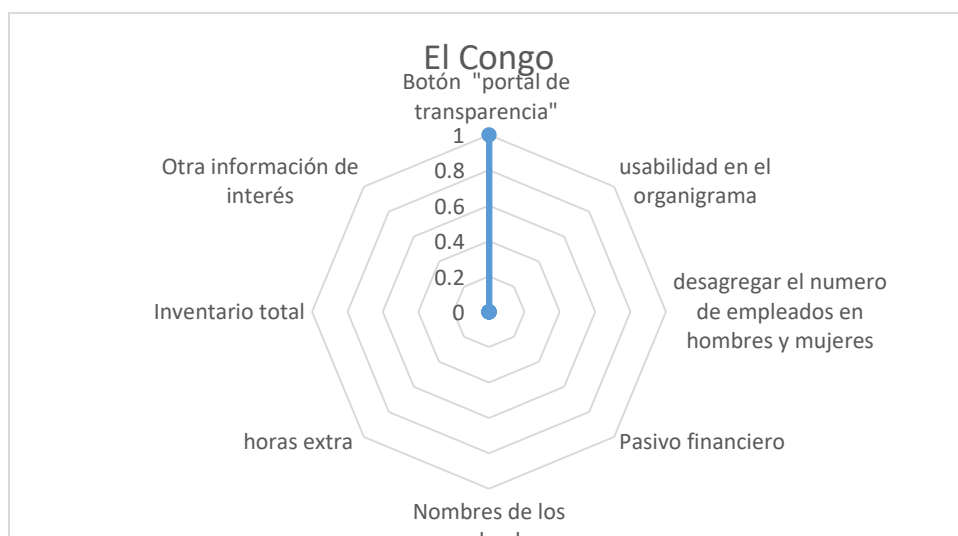 El Congo
Botón "portal de
transparencia"
1
0.8
0.6
0.4
0.2
0
usabilidad en el
organigrama
desagregar el numero
de empleados en
hombres y mujeres
Pasivo financiero
Nombres de los
horas extra
Inventario total
Otra información de
interés